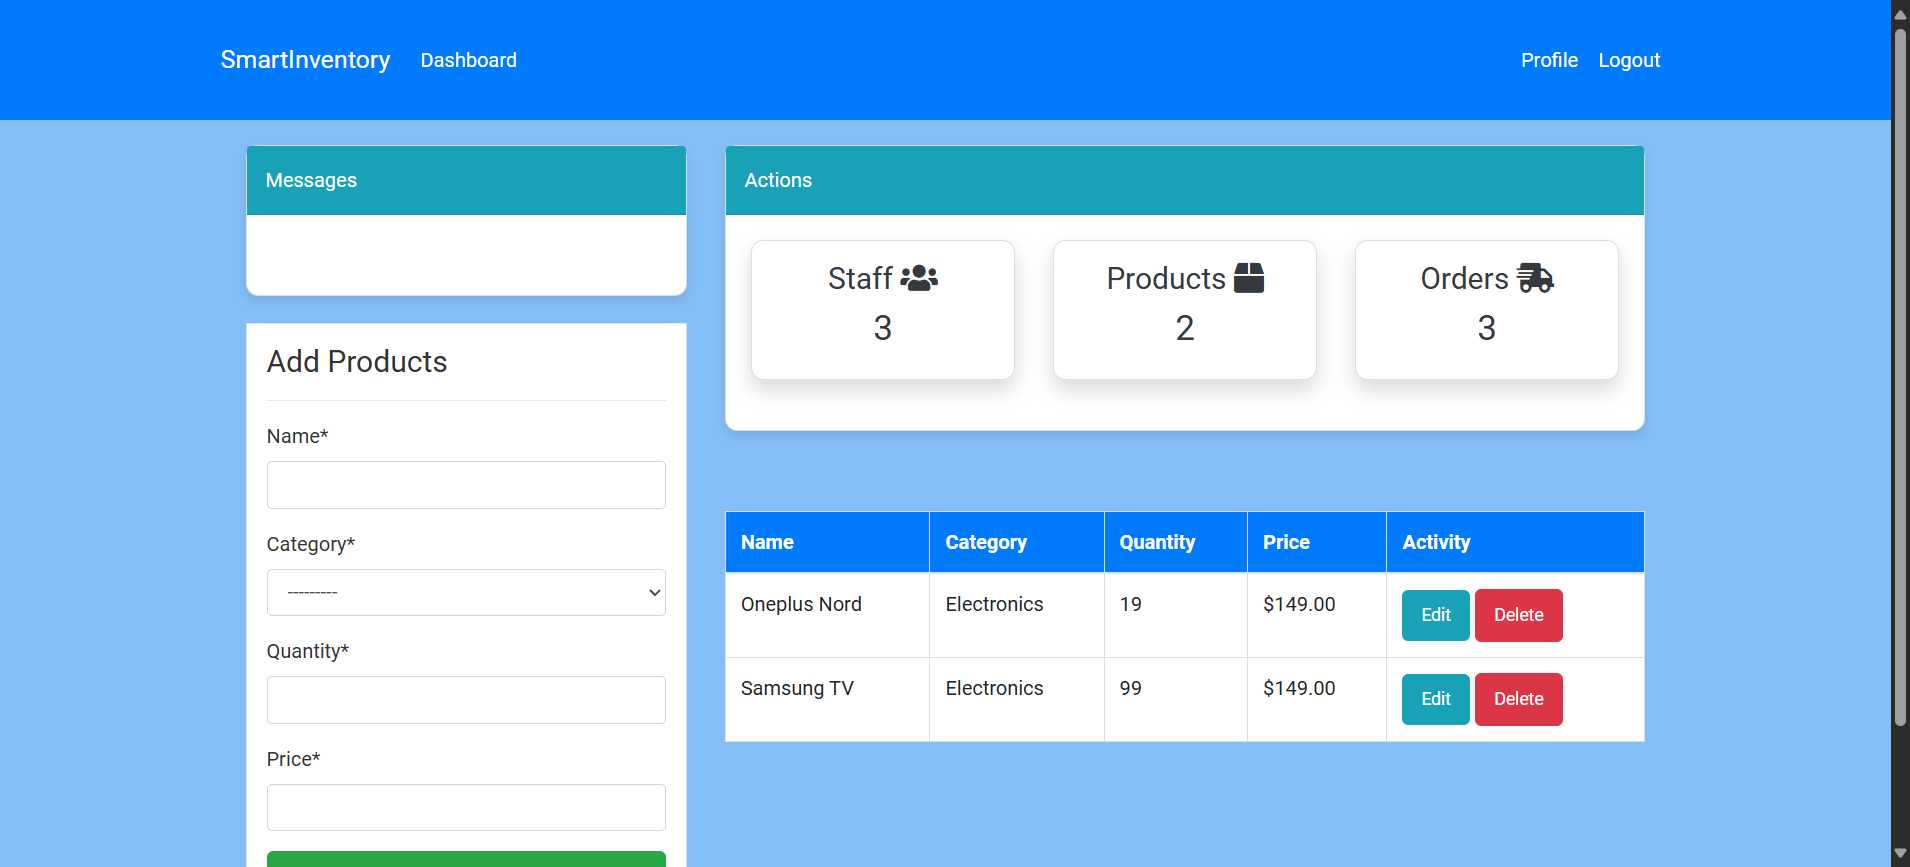 SmartInventory Dashboard Profile Logout
Messages
Add Products
Name*
Category*
---------
Quantity*
Price*
Actions
Staff Products Orders
3 2 3
Name Category Quantity Price Activity
Oneplus Nord Electronics 19 $149.00 Edit Delete
Samsung TV Electronics 99 $149.00 Edit Delete